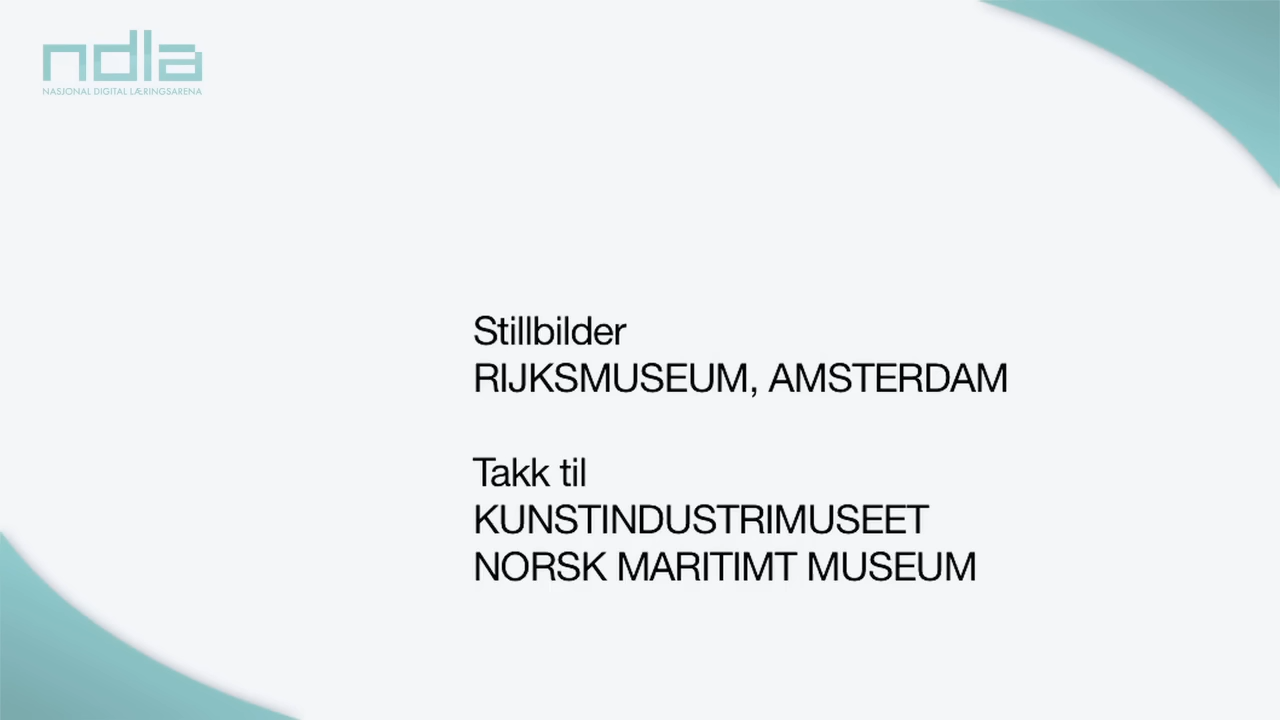 ndla
NASJONAL DIGITAL LÆRINGSARENA
Stillbilder
RIJKSMUSEUM, AMSTERDAM
Takk til
KUNSTINDUSTRIMUSEET
NORSK MARITIMT MUSEUM